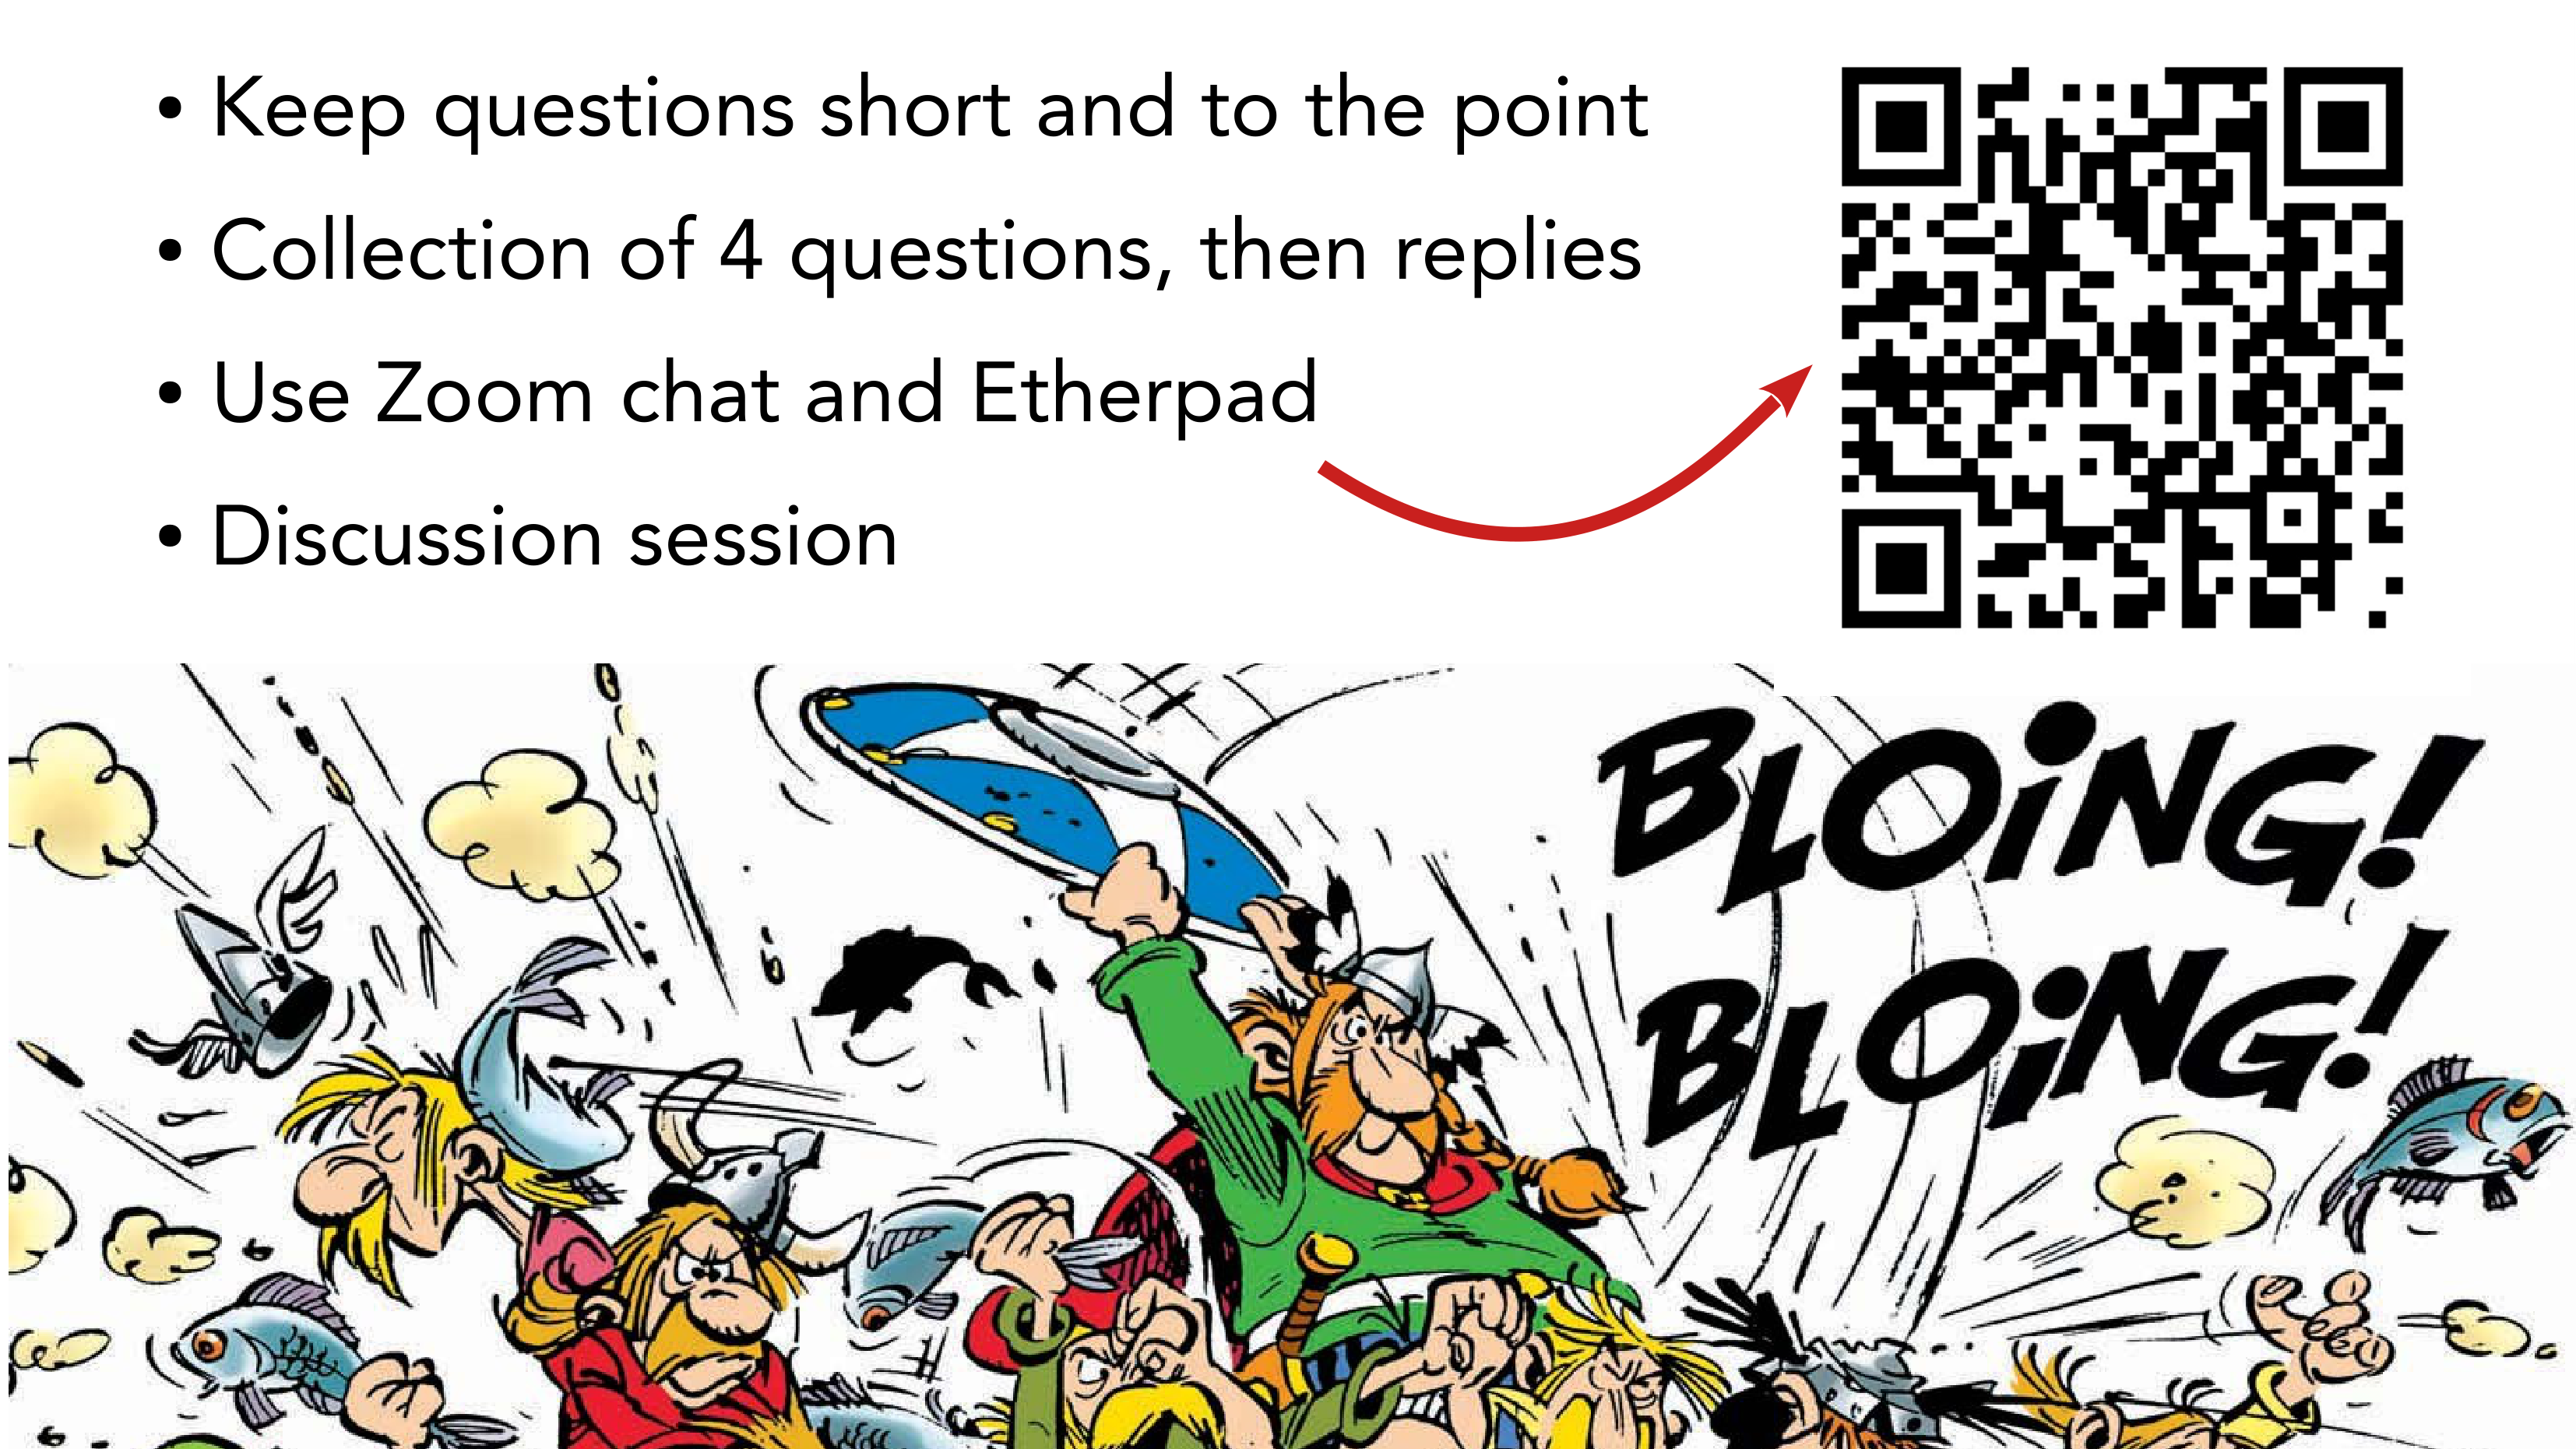 • Keep questions short and to the point
• Collection of 4 questions, then replies
• Use Zoom chat and Etherpad
• Discussion session
BLOiNG!
BLOiNG!